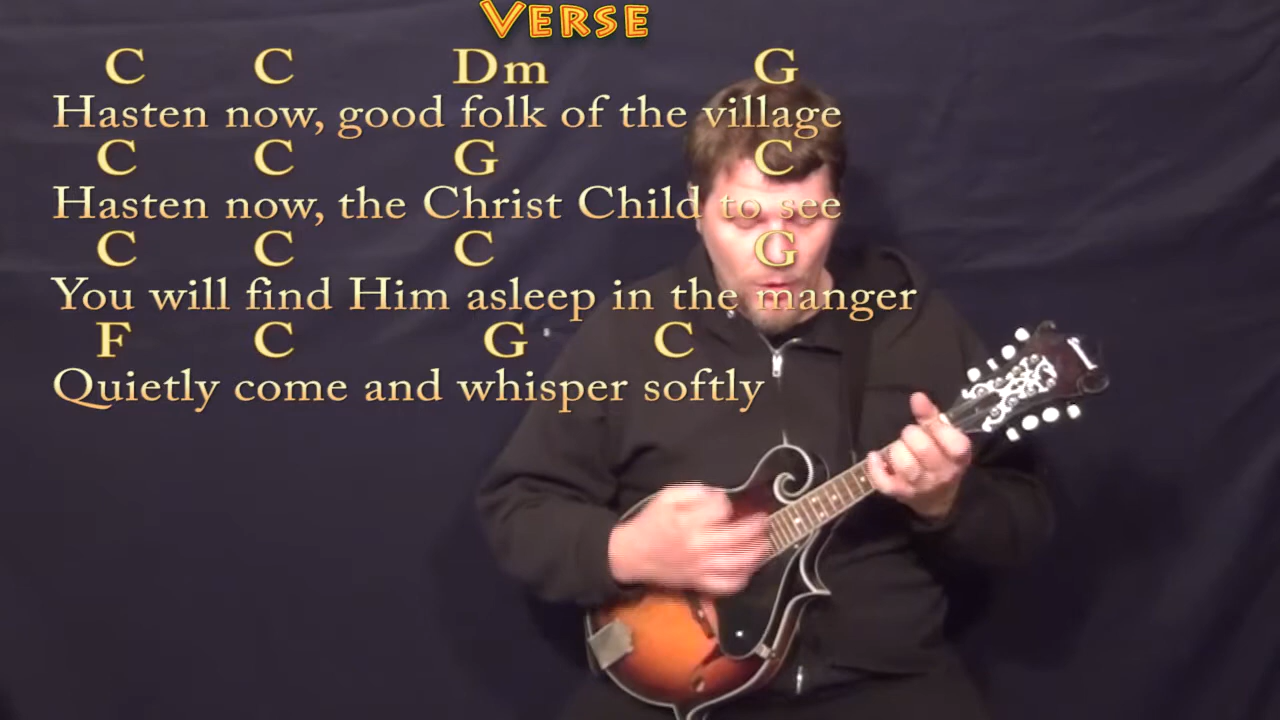 VERSE
C C Dm G
Hasten now, good folk of the village
C C G C
Hasten now, the Christ Child to see
C C C G
You will find Him asleep in the manger
F C G C
Quietly come and whisper softly